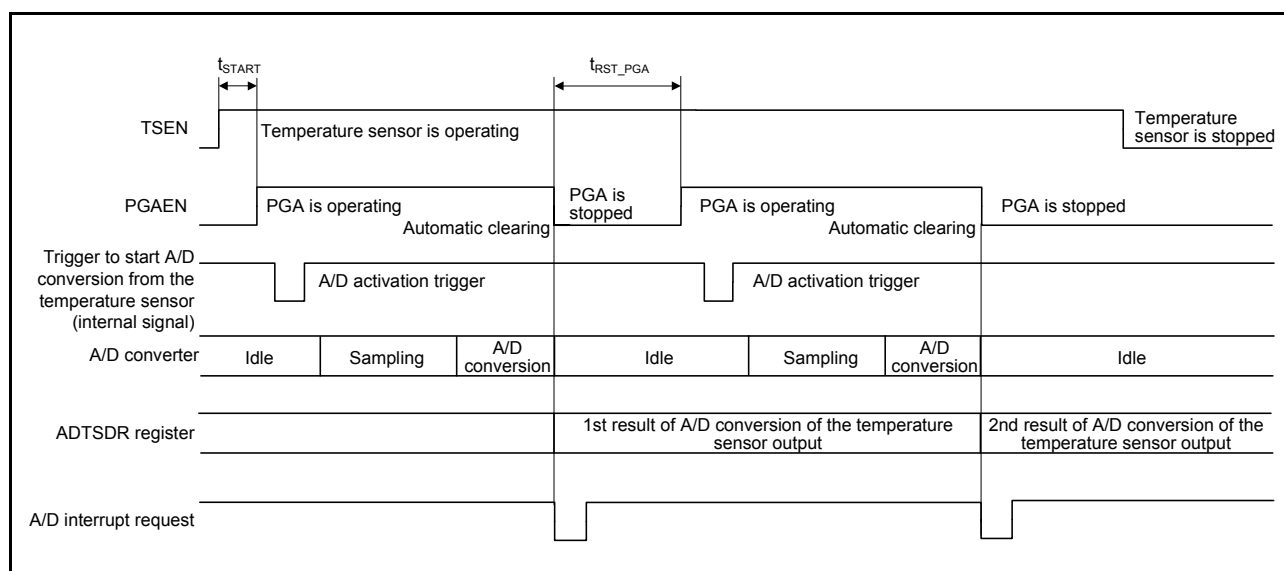 tSTART
tRST_PGA
TSEN
Temperature sensor is operating
Temperature
sensor is stopped
PGAEN
PGA is operating
Automatic clearing
PGA is
stopped
PGA is operating
Automatic clearing
PGA is stopped
Trigger to start A/D
conversion from the
temperature sensor
(internal signal)
A/D activation trigger
A/D activation trigger
A/D converter
Idle
Sampling
A/D
conversion
Idle
Sampling
A/D
conversion
Idle
ADTSDR register
1st result of A/D conversion of the temperature
sensor output
2nd result of A/D conversion of the
temperature sensor output
A/D interrupt request